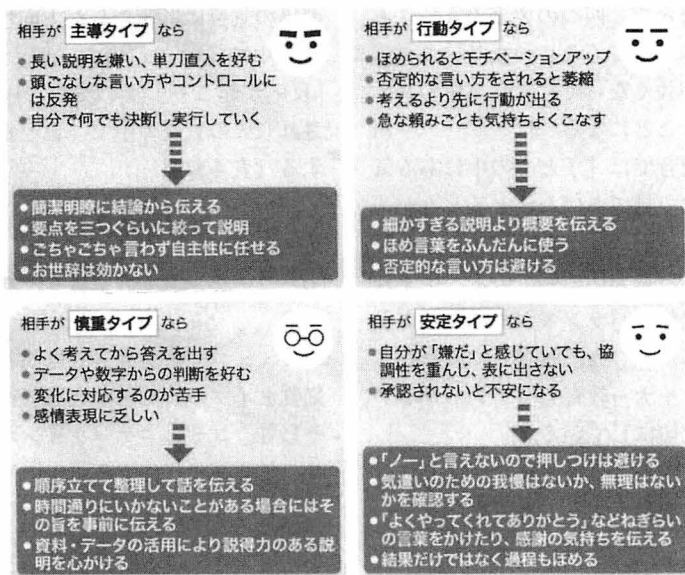 相手が 主導タイプ なら
● 長い説明を嫌い、単刀直入を好む
● 頭ごなしな言い方やコントロールに
は反発
● 自分で何でも決断し実行していく
● 簡潔明瞭に結論から伝える
● 要点を三つぐらいに絞って説明
● ごちゃごちゃ言わず自主性に任せる
● お世辞は効かない
相手が 行動タイプ なら
● ほめられるとモチベーションアップ
● 否定的な言い方をされると萎縮
● 考えるより先に行動が出る
● 急な頼みごとも気持ちよくこなす
● 細かすぎる説明より概要を伝える
● ほめ言葉をふんだんに使う
● 否定的な言い方は避ける
相手が 慎重タイプ なら
● よく考えてから答えを出す
● データや数字からの判断を好む
● 変化に対応するのが苦手
● 感情表現に乏しい
● 順序立てて整理して話を伝える
● 時間通りにいかないことがある場合にはそ
の旨を事前に伝える
● 資料・データの活用により説得力のある説
明を心がける
相手が 安定タイプ なら
● 自分が「嫌だ」と感じていても、協
調性を重んじ、表に出さない
● 承認されないと不安になる
● 「ノー」と言えないので押しつけは避ける
● 気遣いのための我慢はないか、無理はない
かを確認する
● 「よくやってくれてありがとう」などねぎらい
の言葉をかけたり、感謝の気持ちを伝える
● 結果だけではなく過程もほめる